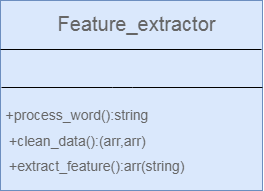 Feature_extractor
+process_word():string
+clean_data():(arr,arr)
+extract_feature():arr(string)